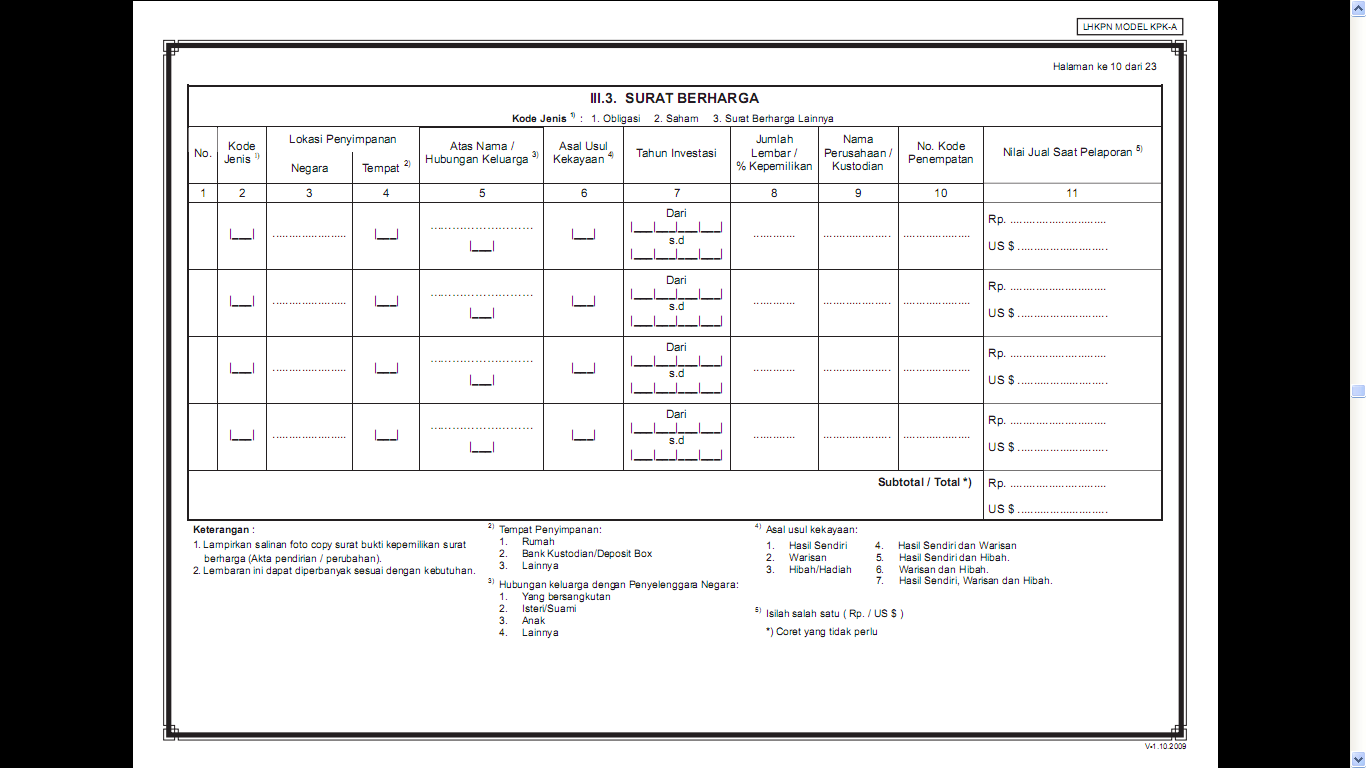 LHKPN MODEL KPK-A
Halaman ke 10 dari 23
III.3. SURAT BERHARGA
Kode Jenis 1) : 1. Obligasi 2. Saham 3. Surat Berharga Lainnya
No.
Kode
Jenis 1)
Lokasi Penyimpanan
Negara
Tempat 2)
Atas Nama /
Hubungan Keluarga 3)
Asal Usul
Kekayaan 4)
Tahun Investasi
Jumlah
Lembar /
% Kepemilikan
Nama
Perusahaan /
Kustodian
No. Kode
Penempatan
Nilai Jual Saat Pelaporan 5)
1 2 3 4 5 6 7 8 9 10 11
Dari
s.d
Rp. ..............................
US $ ............................
Dari
s.d
Rp. ..............................
US $ ............................
Dari
s.d
Rp. ..............................
US $ ............................
Dari
s.d
Rp. ..............................
US $ ............................
Subtotal / Total *)
Rp. ..............................
US $ ............................
Keterangan :
1. Lampirkan salinan foto copy surat bukti kepemilikan surat
berharga (Akta pendirian / perubahan).
2. Lembaran ini dapat diperbanyak sesuai dengan kebutuhan.
2) Tempat Penyimpanan:
1. Rumah
2. Bank Kustodian/Deposit Box
3. Lainnya
3) Hubungan keluarga dengan Penyelenggara Negara:
1. Yang bersangkutan
2. Isteri/Suami
3. Anak
4. Lainnya
4) Asal usul kekayaan:
1. Hasil Sendiri
2. Warisan
3. Hibah/Hadiah
4. Hasil Sendiri dan Warisan
5. Hasil Sendiri dan Hibah.
6. Warisan dan Hibah.
7. Hasil Sendiri, Warisan dan Hibah.
5) Isilah salah satu ( Rp. / US $ )
*) Coret yang tidak perlu
V-1.10.2009